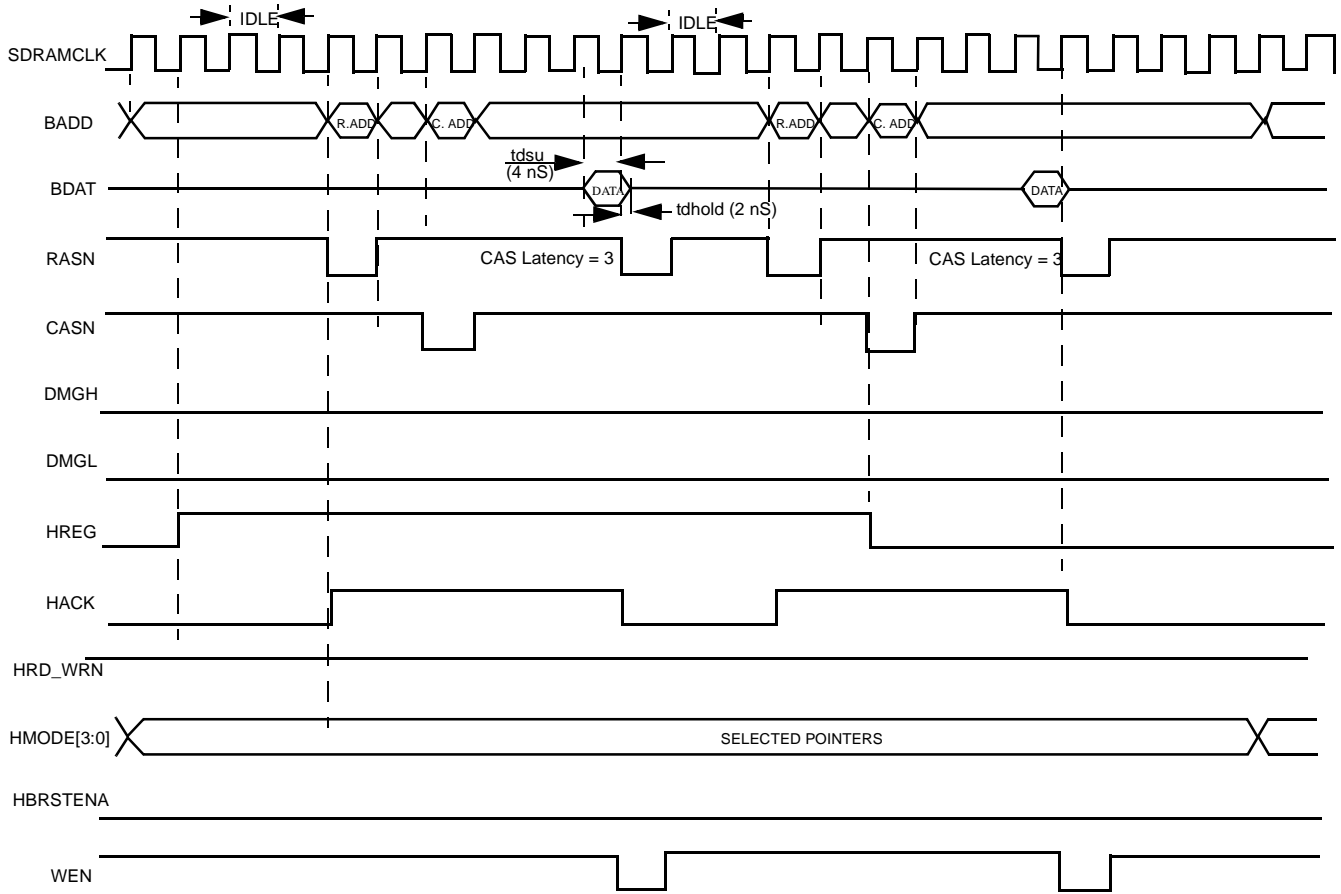 IDLE
IDLE
SDRAMCLK
BADD
R.ADD
C. ADD
R.ADD
C. ADD
tdsu
(4 nS)
BDAT
DATA
DATA
tdhold (2 nS)
RASN
CAS Latency = 3
CAS Latency = 3
CASN
DMGH
DMGL
HREG
HACK
HRD_WRN
HMODE[3:0]
SELECTED POINTERS
HBRSTENA
WEN